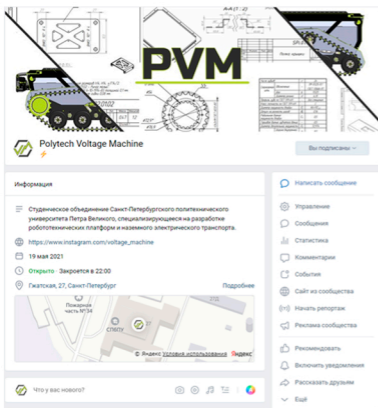 PVM
Polytech Voltage Machine
Вы подписаны
Информация
Написать сообщение
Студенческое объединение Санкт-Петербургского политехнического
университета Петра Великого, специализирующееся на разработке
робототехнических платформ и наземного электрического транспорта.
https://www.instagram.com/voltage_machine
19 мая 2021
Открыто · Закроется в 22:00
Гжатская, 27, Санкт-Петербург
Подробнее
Пожарная
часть №34
СПбПУ
© Яндекс Условия использования Яндекс
Что у вас нового?
Управление
Сообщения
Статистика
Комментарии
События
Сайт из сообщества
Начать репортаж
Реклама сообщества
Рекомендовать
Включить уведомления
Рассказать друзьям
Ещё